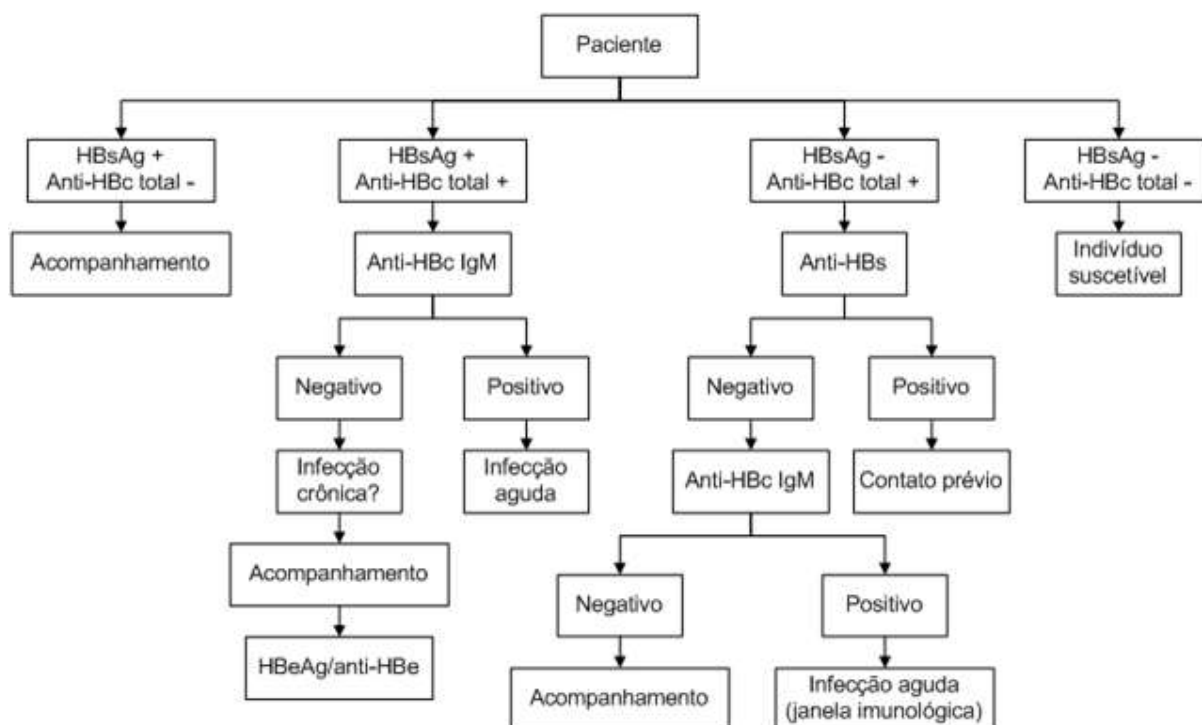 Paciente
HBsAg +
Anti-HBc total -
HBsAg +
Anti-HBc total +
HBsAg -
Anti-HBc total +
HBsAg -
Anti-HBc total -
Acompanhamento
Anti-HBc IgM
Anti-HBs
Indivíduo
suscetível
Negativo
Positivo
Negativo
Positivo
Infecção
crônica?
Infecção
aguda
Anti-HBc IgM
Contato prévio
Acompanhamento
Negativo
Positivo
HBeAg/anti-HBe
Acompanhamento
Infecção aguda
(janela imunológica)